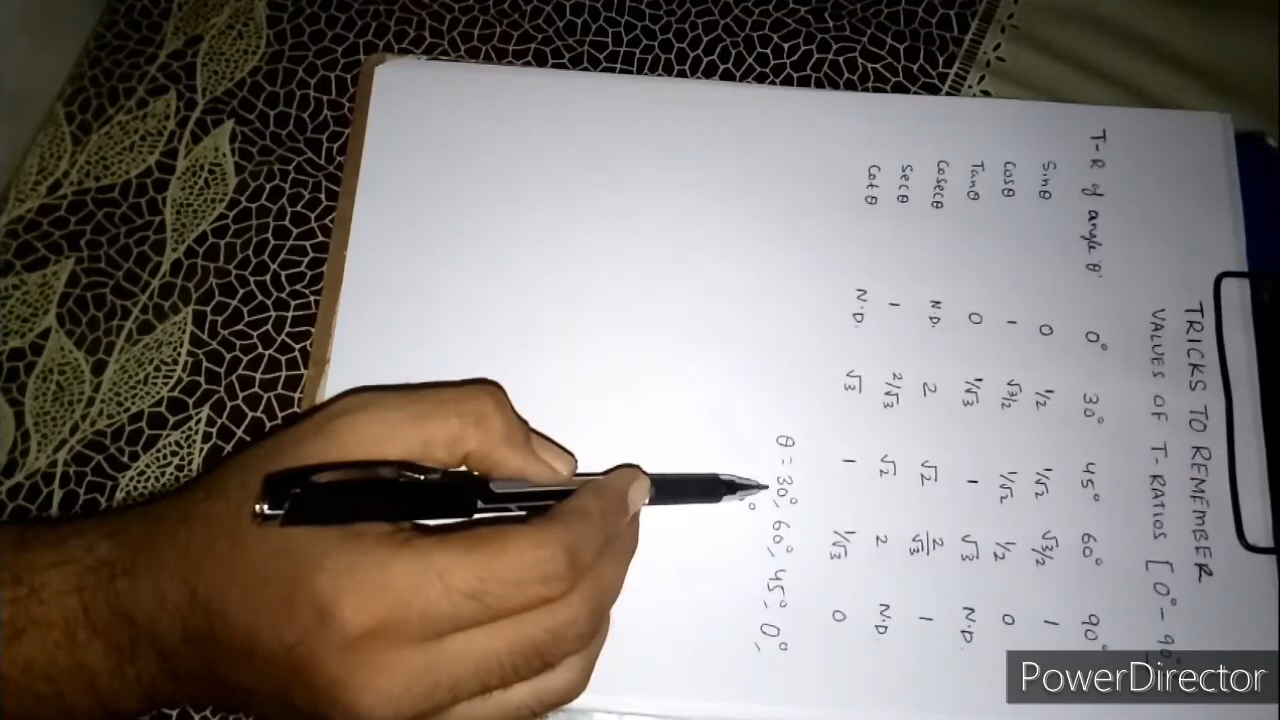 TRICKS TO REMEMBER
VALUES OF T-RATIOS [0° - 90°
T-R of angle 'θ' 0° 30° 45° 60° 90°
Sinθ 0 1/2 1/√2 √3/2 1
Cosθ 1 √3/2 1/√2 1/2 0
Tanθ 0 1/√3 1 √3 N.D.
Cosecθ N.D. 2 √2 2/√3 1
Secθ 1 2/√3 √2 2 N.D.
Cotθ N.D. √3 1 1/√3 0
θ = 30°, 60°, 45°, 0°,
PowerDirector